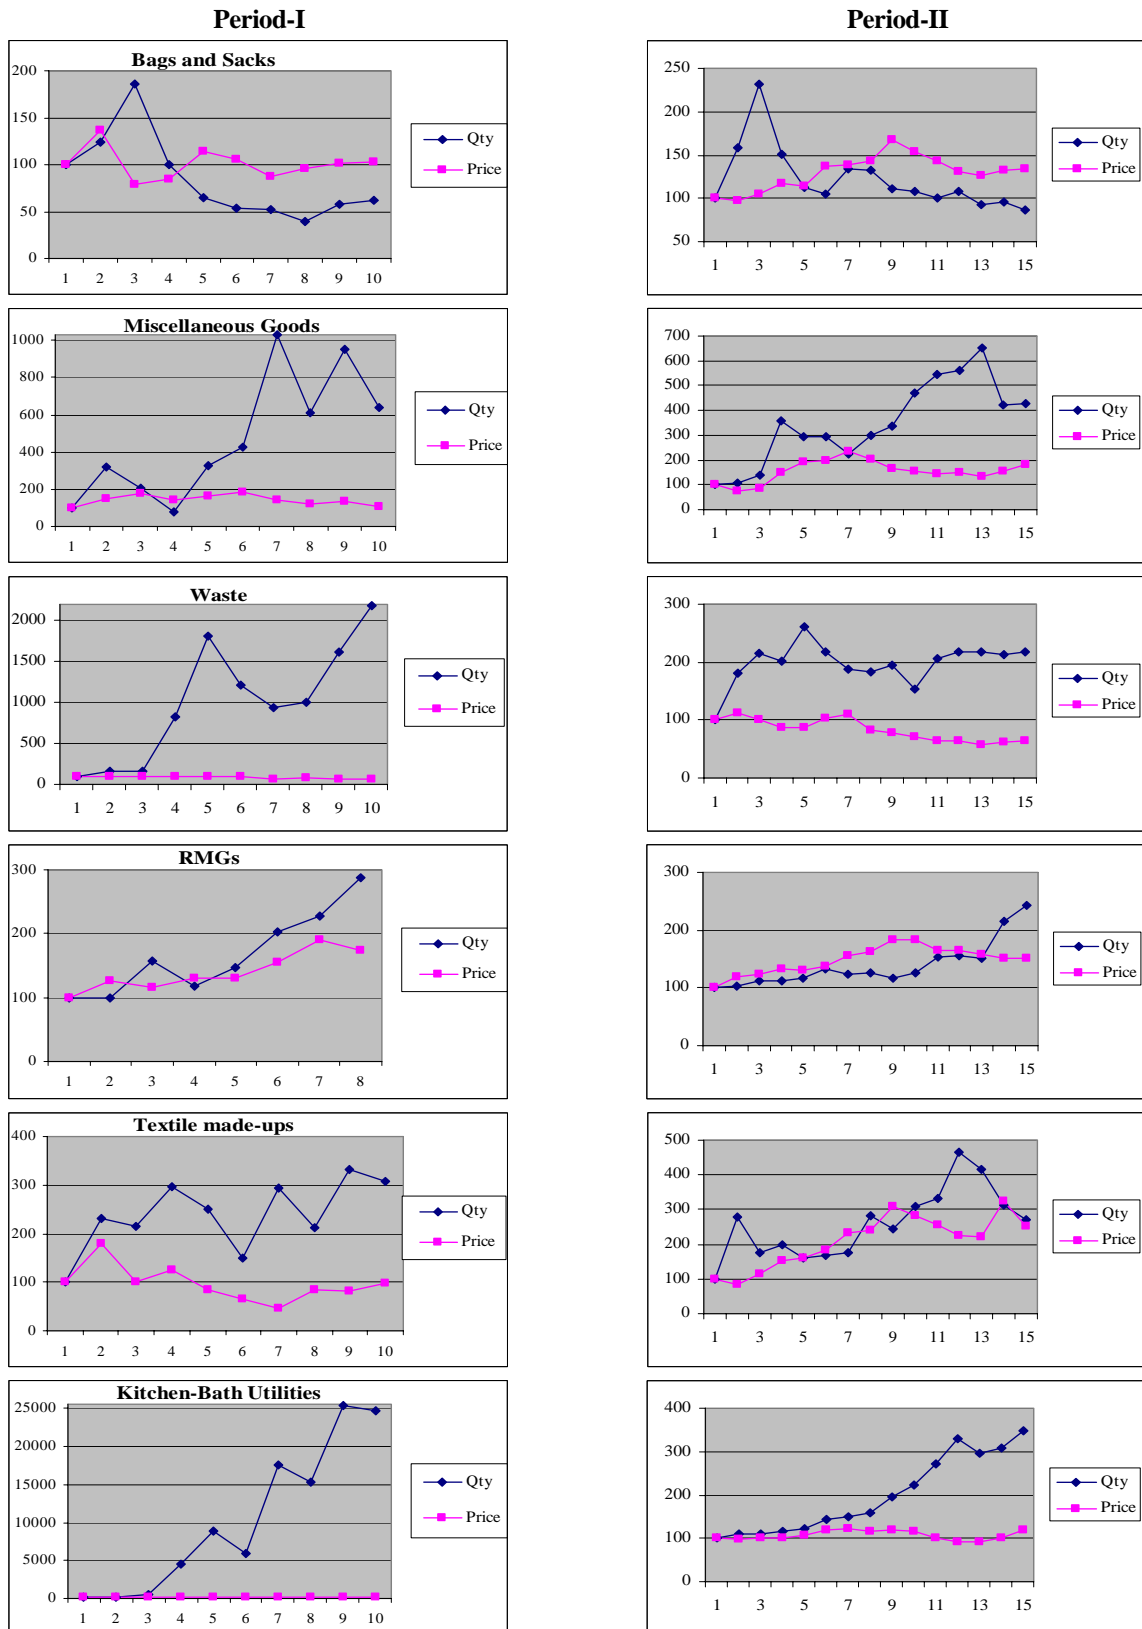 Period-I
Period-II
Bags and Sacks
200
150
100
50
0
1 2 3 4 5 6 7 8 9 10
Qty
Price
250
200
150
100
50
1 3 5 7 9 11 13 15
Qty
Price
Miscellaneous Goods
1000
800
600
400
200
0
1 2 3 4 5 6 7 8 9 10
Qty
Price
700
600
500
400
300
200
100
0
1 3 5 7 9 11 13 15
Qty
Price
Waste
2000
1500
1000
500
0
1 2 3 4 5 6 7 8 9 10
Qty
Price
300
200
100
0
1 3 5 7 9 11 13 15
Qty
Price
RMGs
300
200
100
0
1 2 3 4 5 6 7 8
Qty
Price
300
200
100
0
1 3 5 7 9 11 13 15
Qty
Price
Textile made-ups
400
300
200
100
0
1 2 3 4 5 6 7 8 9 10
Qty
Price
500
400
300
200
100
0
1 3 5 7 9 11 13 15
Qty
Price
Kitchen-Bath Utilities
25000
20000
15000
10000
5000
0
1 2 3 4 5 6 7 8 9 10
Qty
Price
400
300
200
100
0
1 3 5 7 9 11 13 15
Qty
Price